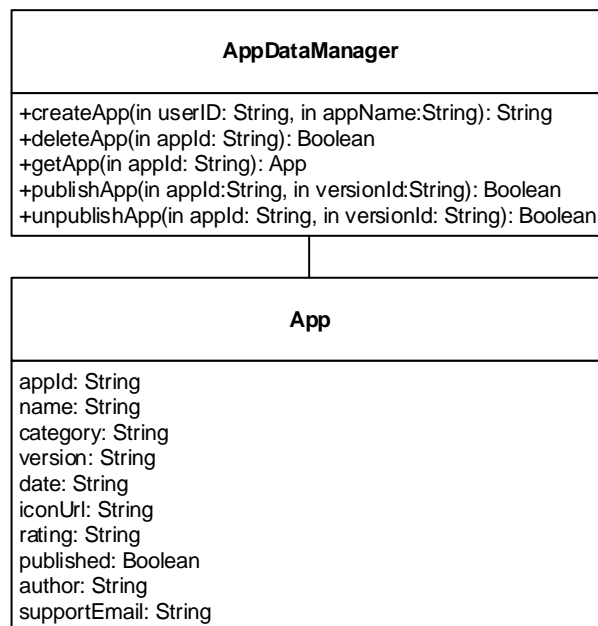 AppDataManager
+createApp(in userID: String, in appName:String): String
+deleteApp(in appId: String): Boolean
+getApp(in appId: String): App
+publishApp(in appId:String, in versionId:String): Boolean
+unpublishApp(in appId: String, in versionId: String): Boolean
App
appId: String
name: String
category: String
version: String
date: String
iconUrl: String
rating: String
published: Boolean
author: String
supportEmail: String